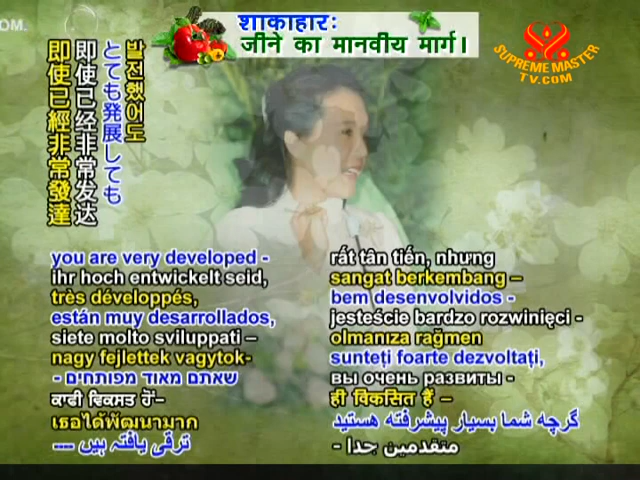 OM.
शाकाहारः
जीने का मानवीय मार्ग।
SUPREME MASTER
TV.COM
발전했어도
とても発展しても
即使已经非常发达
即使已經非常發達
you are very developed -
ihr hoch entwickelt seid,
très développés,
están muy desarrollados,
siete molto sviluppati –
nagy fejlettek vagytok-
שאתם מאוד מפותחים -
ਕਾਫੀ ਵਿਕਸਤ ਹੋਂ–
เธอได้พัฒนามาก
ترقی یافتہ ہیں ----
rất tân tiến, nhưng
sangat berkembang –
bem desenvolvidos -
jesteście bardzo rozwinięci -
olmanıza rağmen
sunteți foarte dezvoltați,
вы очень развиты -
ही विकसित हैं –
گرچه شما بسیار پیشرفته هستید
متقدمين جدا -